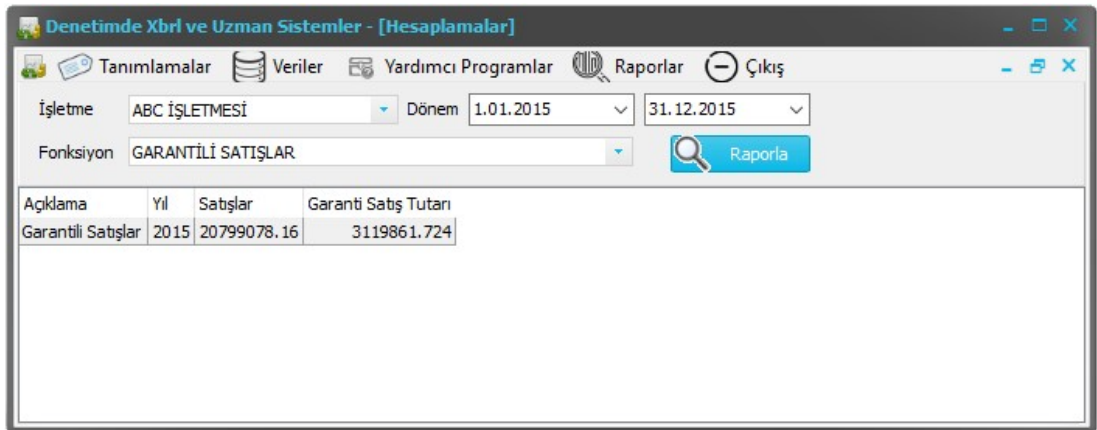 Denetimde Xbrl ve Uzman Sistemler - [Hesaplamalar]
Tanımlamalar Veriler Yardımcı Programlar Raporlar Çıkış
İşletme ABC İŞLETMESİ Dönem 1.01.2015 31.12.2015
Fonksiyon GARANTİLİ SATIŞLAR Raporla
Açıklama Yıl Satışlar Garanti Satış Tutarı
Garantili Satışlar 2015 20799078.16 3119861.724